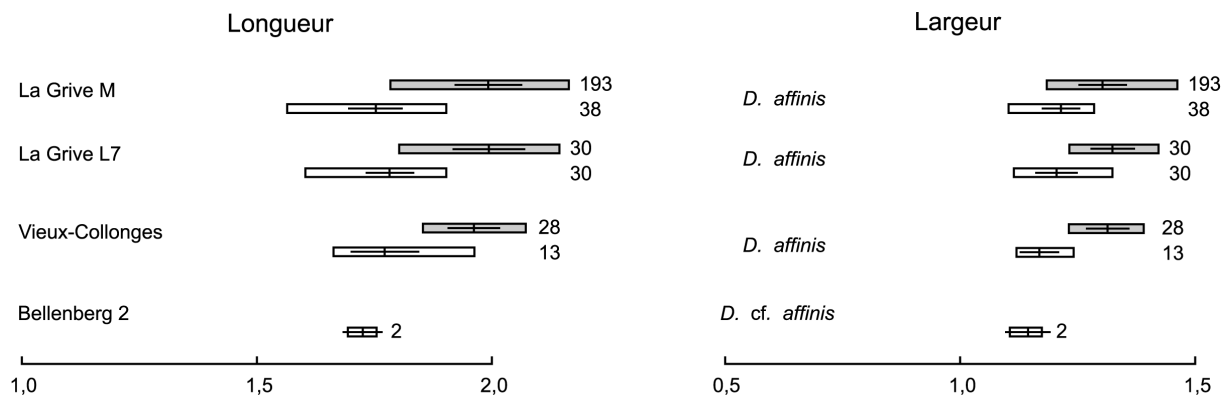 Longueur Largeur
La Grive M 193 D. affinis 193
38 38
La Grive L7 30 D. affinis 30
30 30
Vieux-Collonges 28 D. affinis 28
13 13
Bellenberg 2 2 D. cf. affinis 2
1,0 1,5 2,0 0,5 1,0 1,5